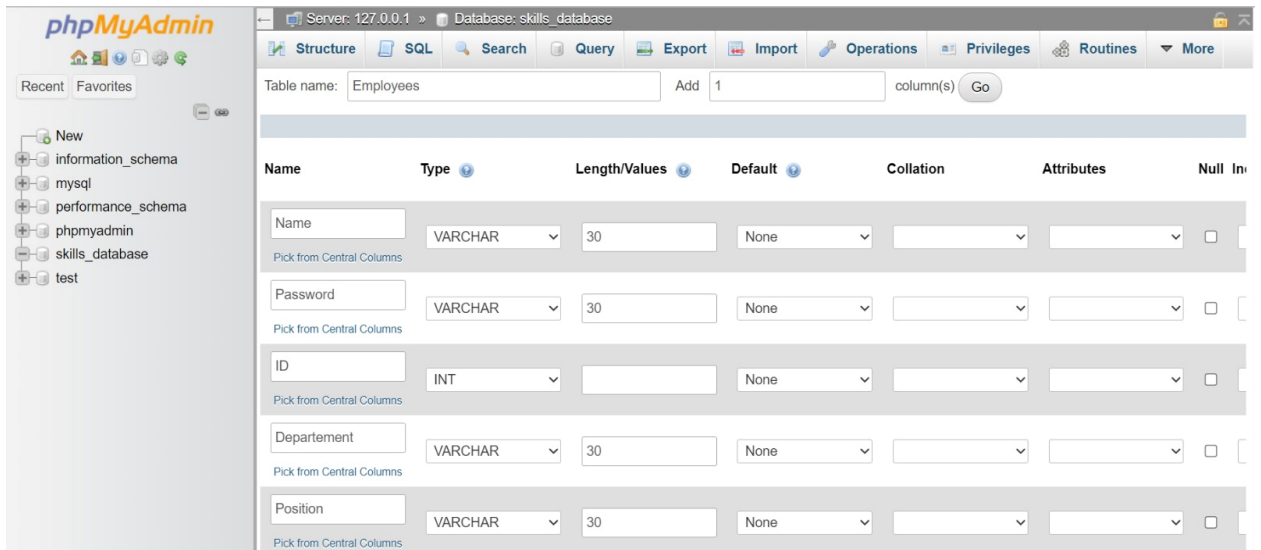 phpMyAdmin
Recent Favorites
New
information_schema
mysql
performance_schema
phpmyadmin
skills_database
test
Server: 127.0.0.1 » Database: skills_database
Structure SQL Search Query Export Import Operations Privileges Routines More
Table name: Employees Add 1 column(s) Go
Name Type Length/Values Default Collation Attributes Null
Name VARCHAR 30 None
Pick from Central Columns
Password VARCHAR 30 None
Pick from Central Columns
ID INT None
Pick from Central Columns
Departement VARCHAR 30 None
Pick from Central Columns
Position VARCHAR 30 None
Pick from Central Columns